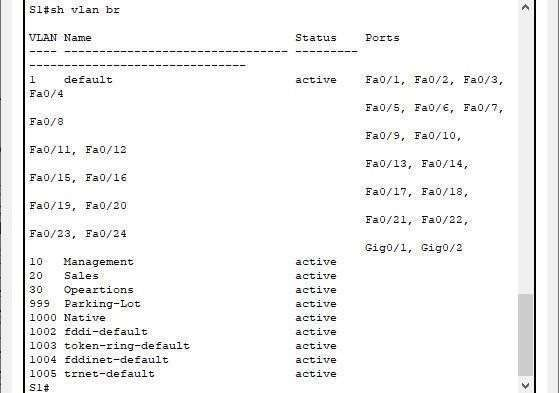 S1#sh vlan br
VLAN Name Status Ports
---- -------------------------------- --------- -------------------------------
1 default active Fa0/1, Fa0/2, Fa0/3,
Fa0/4
Fa0/5, Fa0/6, Fa0/7,
Fa0/8
Fa0/9, Fa0/10,
Fa0/11, Fa0/12
Fa0/13, Fa0/14,
Fa0/15, Fa0/16
Fa0/17, Fa0/18,
Fa0/19, Fa0/20
Fa0/21, Fa0/22,
Fa0/23, Fa0/24
Gig0/1, Gig0/2
10 Management active
20 Sales active
30 Opeartions active
999 Parking-Lot active
1000 Native active
1002 fddi-default active
1003 token-ring-default active
1004 fddinet-default active
1005 trnet-default active
S1#